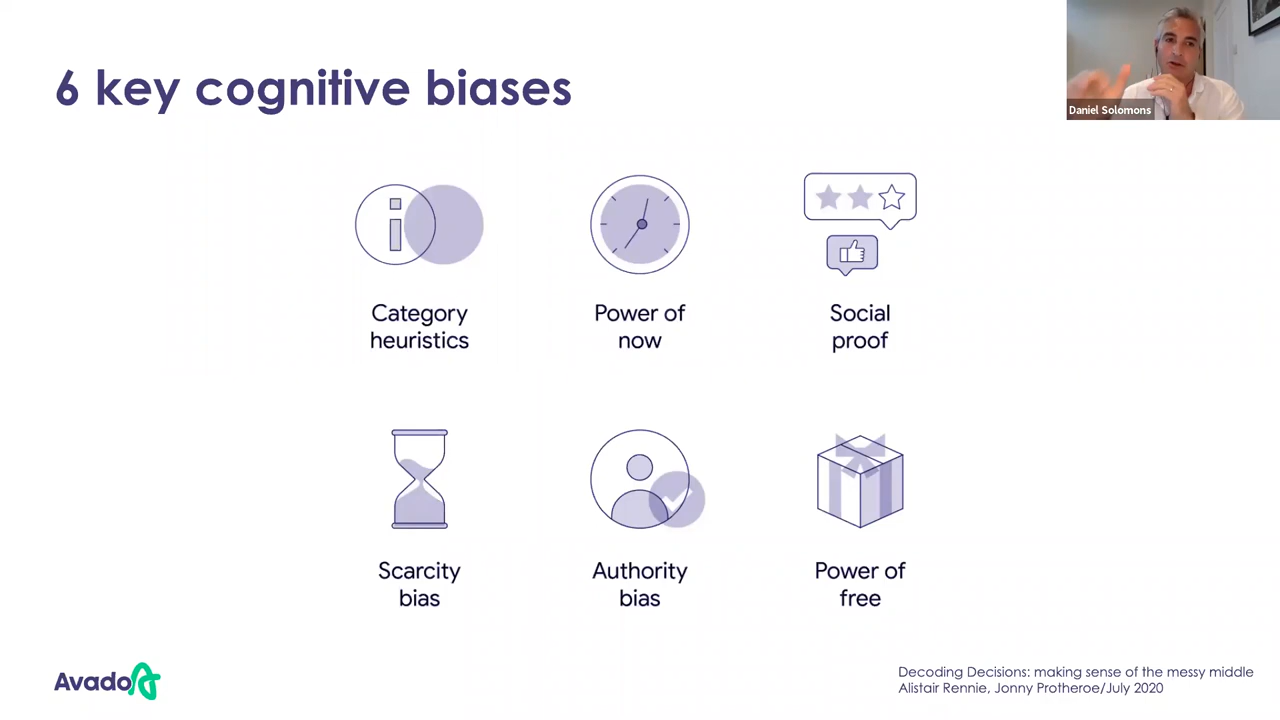 6 key cognitive biases
Daniel Solomons
Category
heuristics
Power of
now
Social
proof
Scarcity
bias
Authority
bias
Power of
free
Avado
Decoding Decisions: making sense of the messy middle
Alistair Rennie, Jonny Protheroe/July 2020